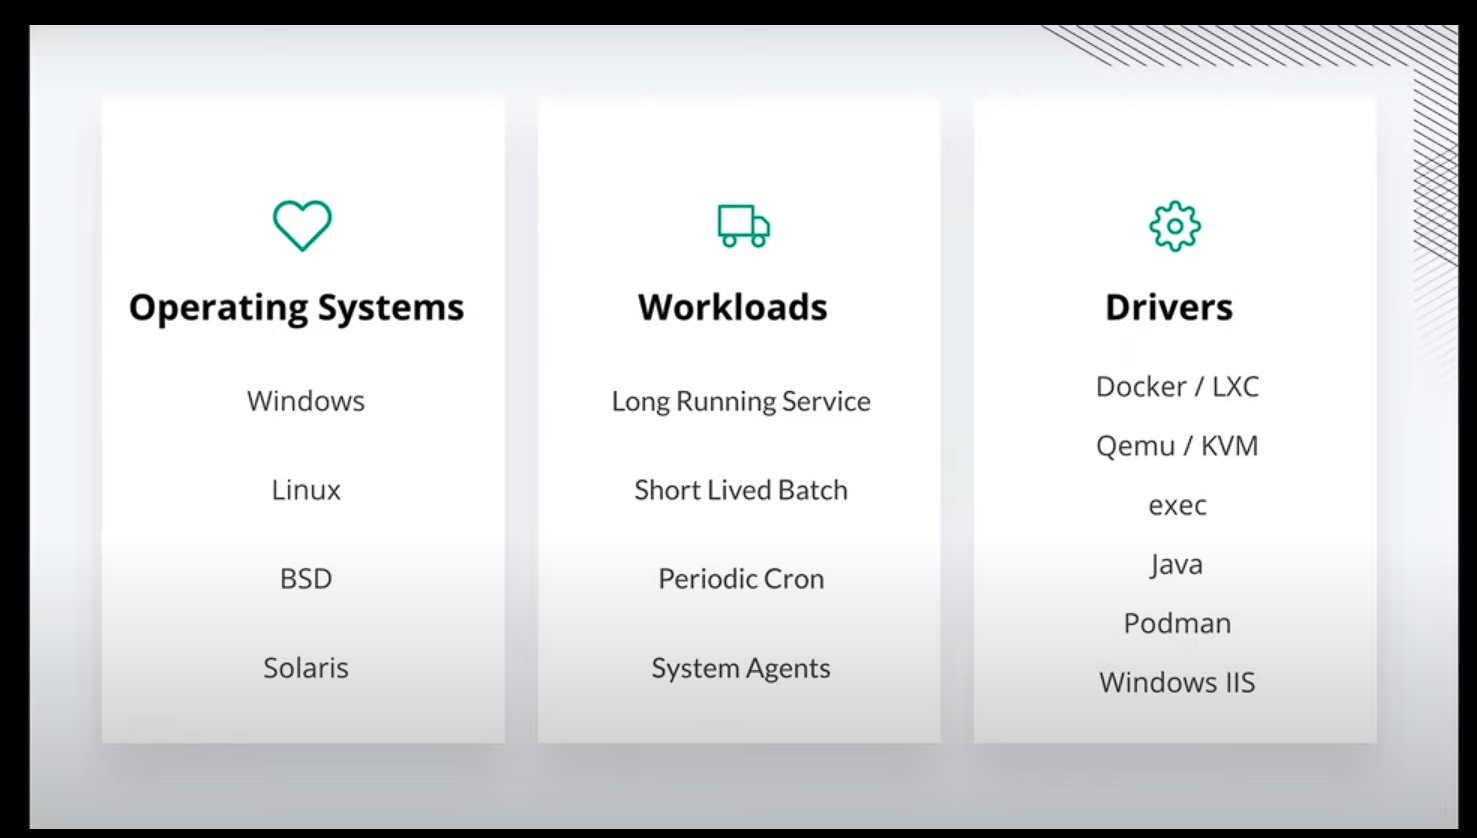 Operating Systems
Windows
Linux
BSD
Solaris
Workloads
Long Running Service
Short Lived Batch
Periodic Cron
System Agents
Drivers
Docker / LXC
Qemu / KVM
exec
Java
Podman
Windows IIS